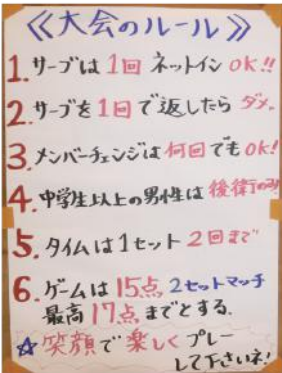 《大会のルール》
1.サーブは1回ネットインOK!!
2.サーブを1回で返したらダメ。
3.メンバーチェンジは何回でもOK!
4.中学生以上の男性は後衛のみ!!
5.タイムは1セット2回まで
6.ゲームは15点2セットマッチ
最高17点までとする.
☆笑顔で楽しくプレー
して下さいネ!